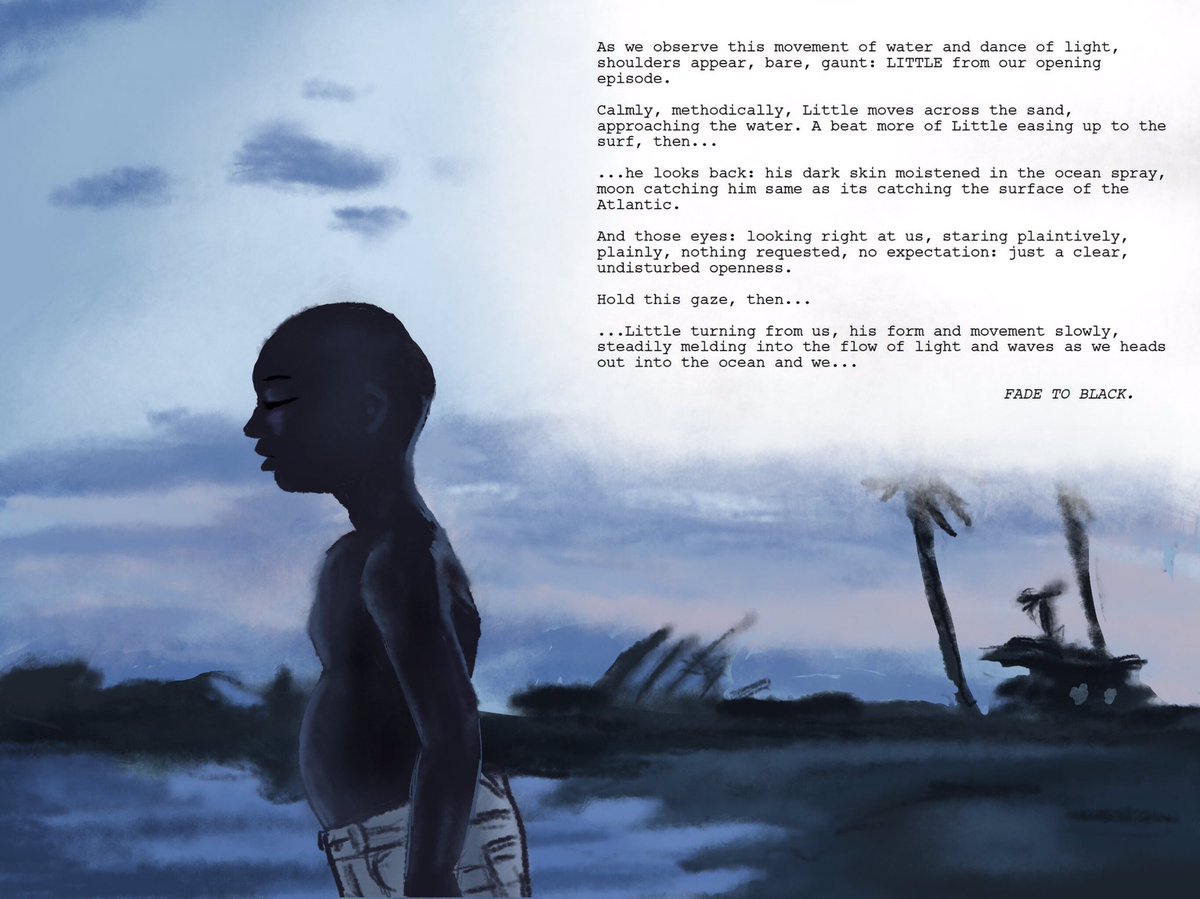 As we observe this movement of water and dance of light,
shoulders appear, bare, gaunt: LITTLE from our opening
episode.
Calmly, methodically, Little moves across the sand,
approaching the water. A beat more of Little easing up to the
surf, then...
...he looks back: his dark skin moistened in the ocean spray,
moon catching him same as its catching the surface of the
Atlantic.
And those eyes: looking right at us, staring plaintively,
plainly, nothing requested, no expectation: just a clear,
undisturbed openness.
Hold this gaze, then...
...Little turning from us, his form and movement slowly,
steadily melding into the flow of light and waves as we heads
out into the ocean and we...
FADE TO BLACK.